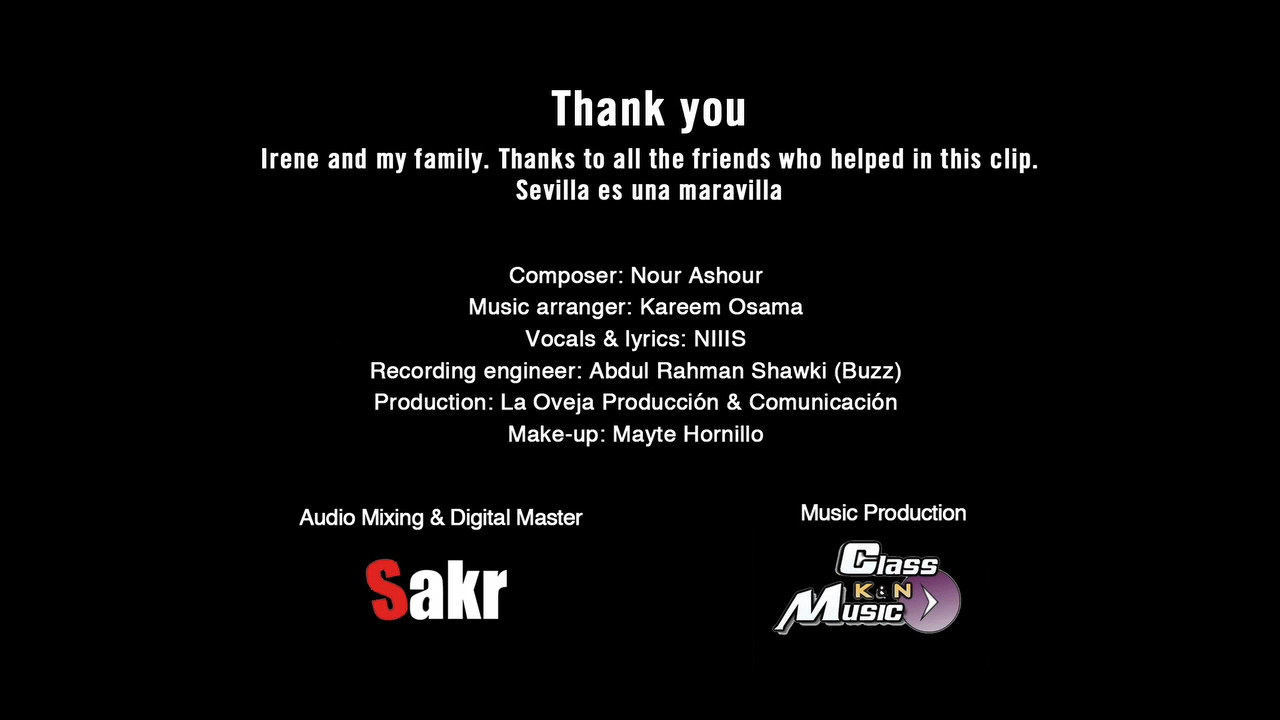 Thank you
Irene and my family. Thanks to all the friends who helped in this clip.
Sevilla es una maravilla
Composer: Nour Ashour
Music arranger: Kareem Osama
Vocals & lyrics: NIIIS
Recording engineer: Abdul Rahman Shawki (Buzz)
Production: La Oveja Producción & Comunicación
Make-up: Mayte Hornillo
Audio Mixing & Digital Master
Sakr
Music Production
Class
K & N
Music